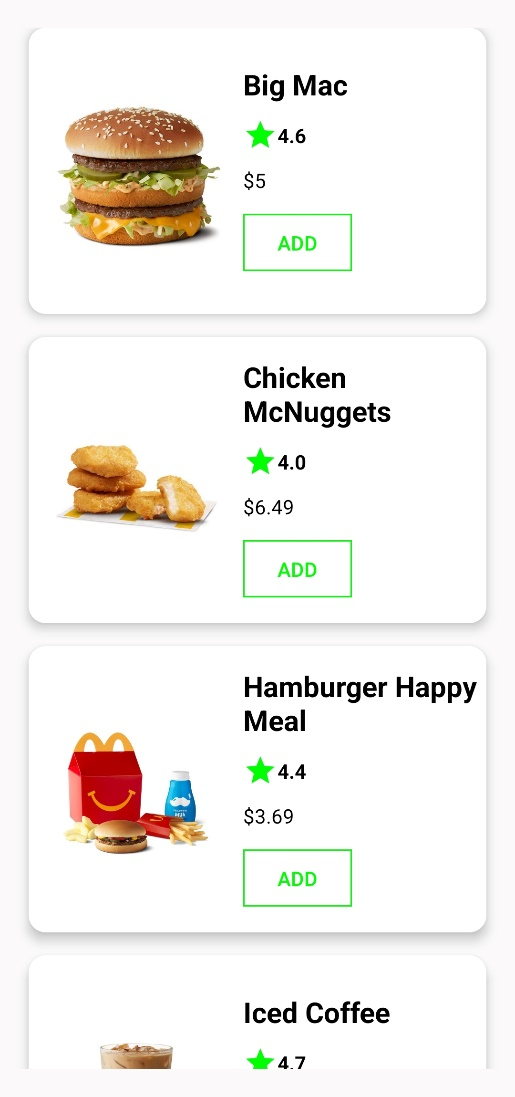 Big Mac
4.6
$5
ADD
Chicken
McNuggets
4.0
$6.49
ADD
Hamburger Happy
Meal
4.4
$3.69
ADD
Iced Coffee
4.7